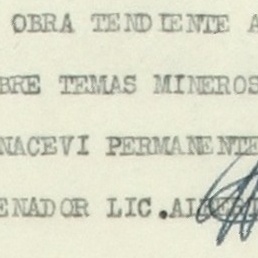 OBRA TENDIENTE A
BRE TEMAS MINEROS
NACEVI PERMANENTE
ENADOR LIC.